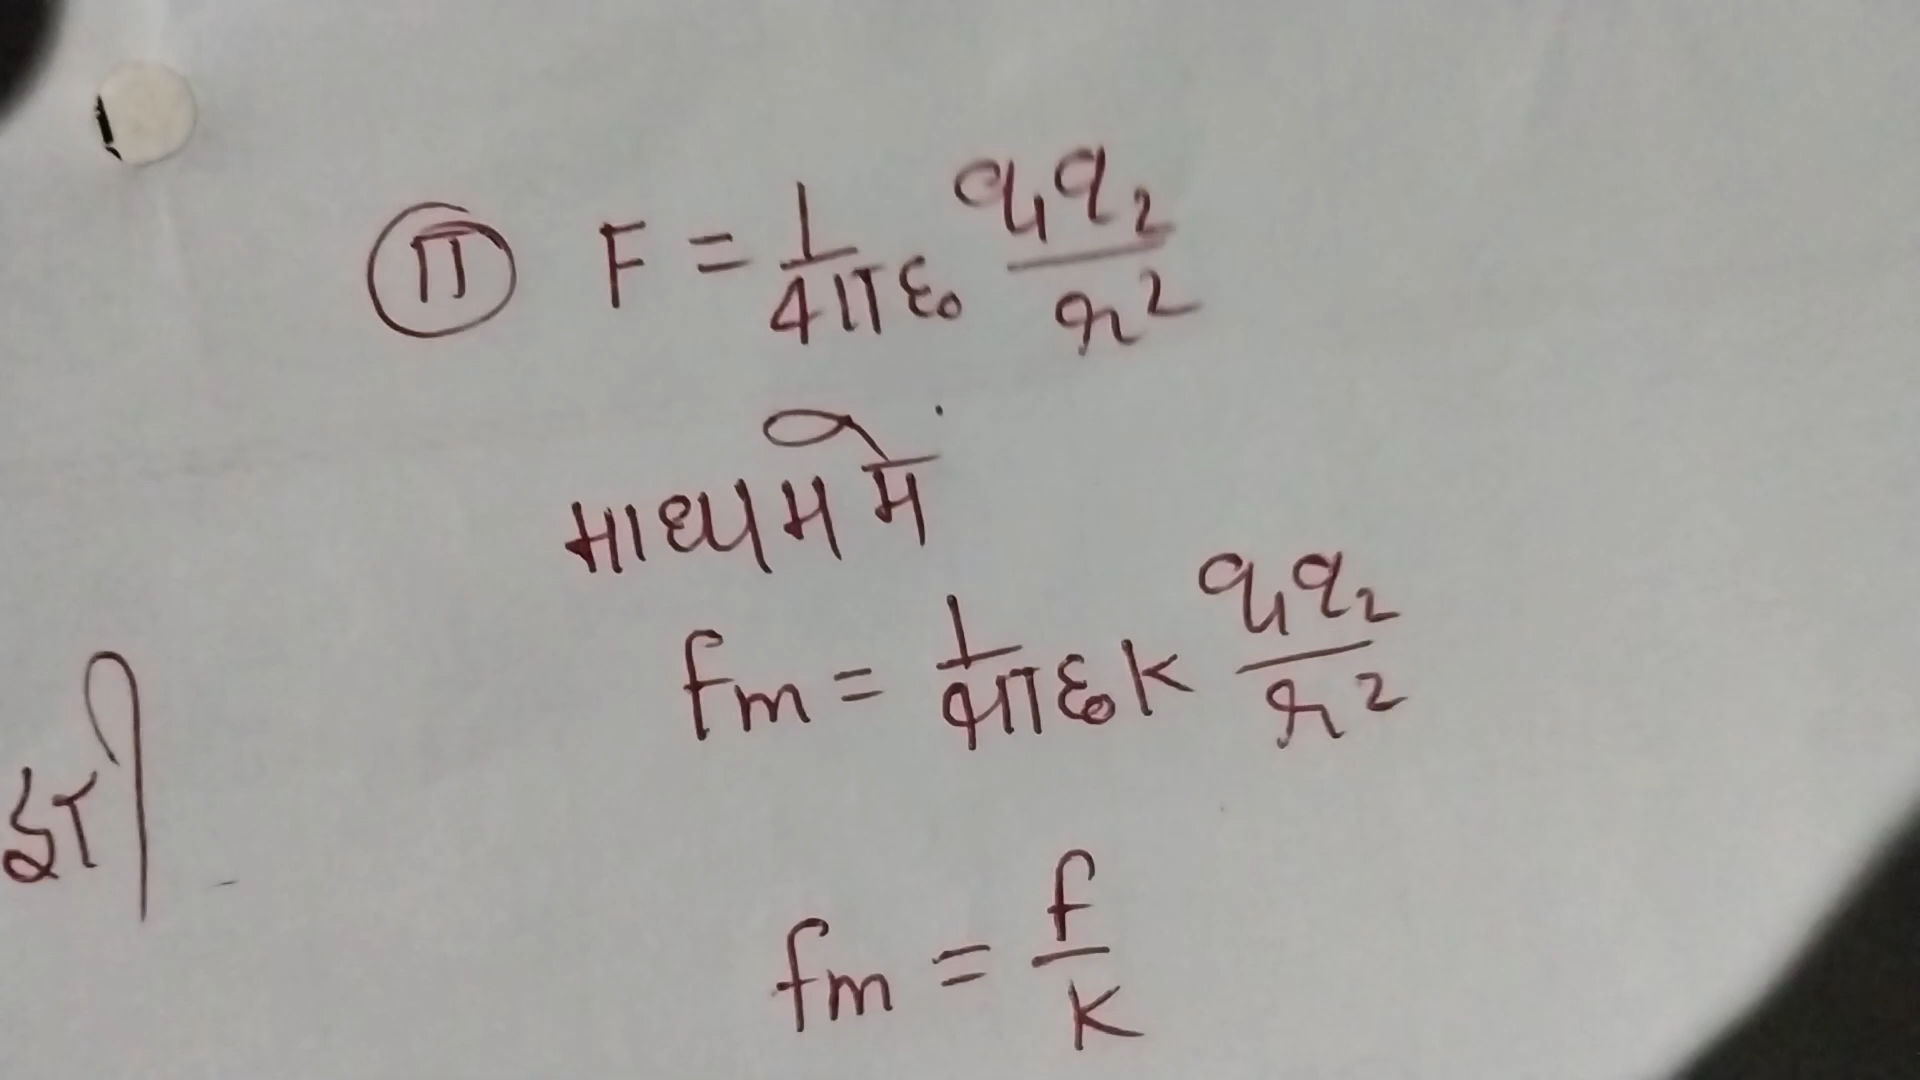 II F = 1/4πε₀ q₁q₂/r²
माध्यम में
fm = 1/4πε₀k q₁q₂/r²
fm = f/k